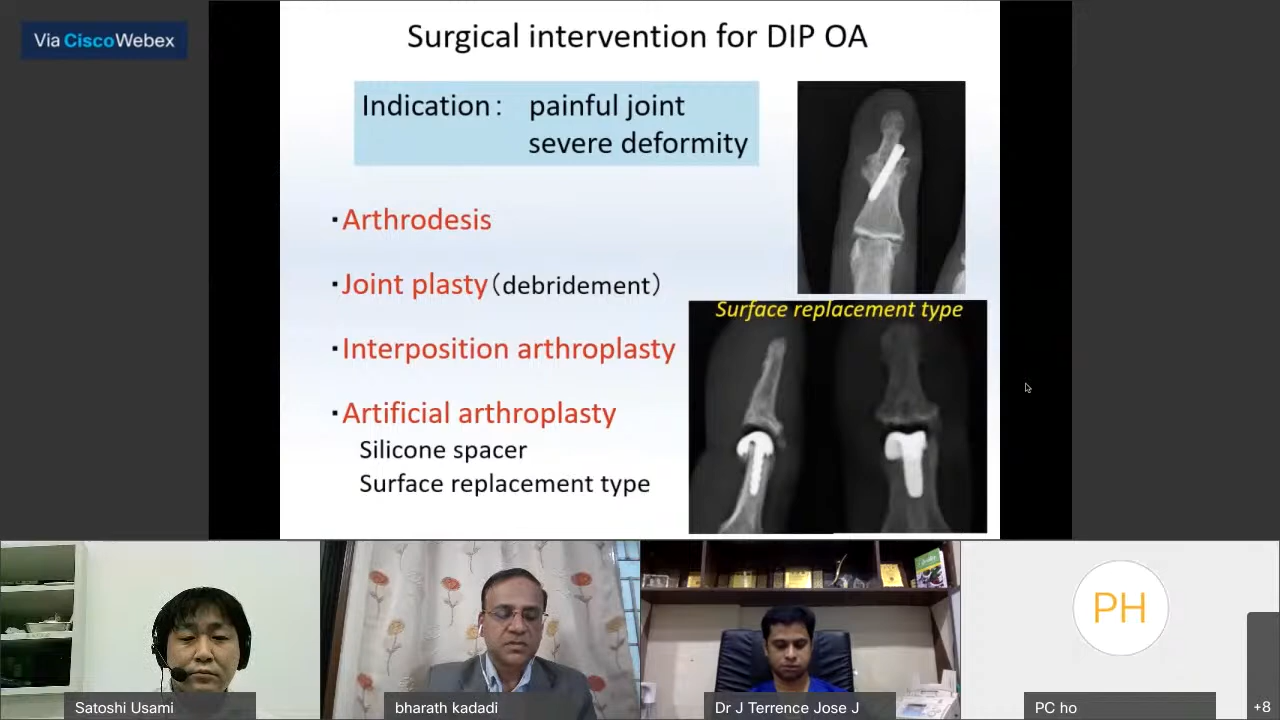 Via CiscoWebex
Surgical intervention for DIP OA
Indication： painful joint
severe deformity
・Arthrodesis
・Joint plasty（debridement）
・Interposition arthroplasty
・Artificial arthroplasty
Silicone spacer
Surface replacement type
Surface replacement type
PH
Satoshi Usami
bharath kadadi
Dr J Terrence Jose J
PC ho
+8